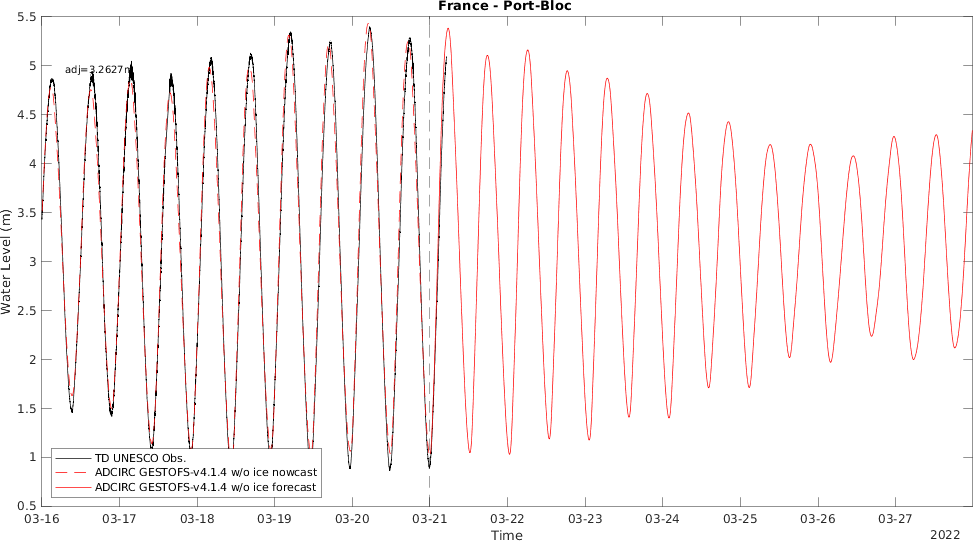 France - Port-Bloc
adj=3.2627m
Water Level (m)
5.5
5
4.5
4
3.5
3
2.5
2
1.5
1
0.5
TD UNESCO Obs.
ADCIRC GESTOFS-v4.1.4 w/o ice nowcast
ADCIRC GESTOFS-v4.1.4 w/o ice forecast
03-16 03-17 03-18 03-19 03-20 03-21 03-22 03-23 03-24 03-25 03-26 03-27
Time
2022